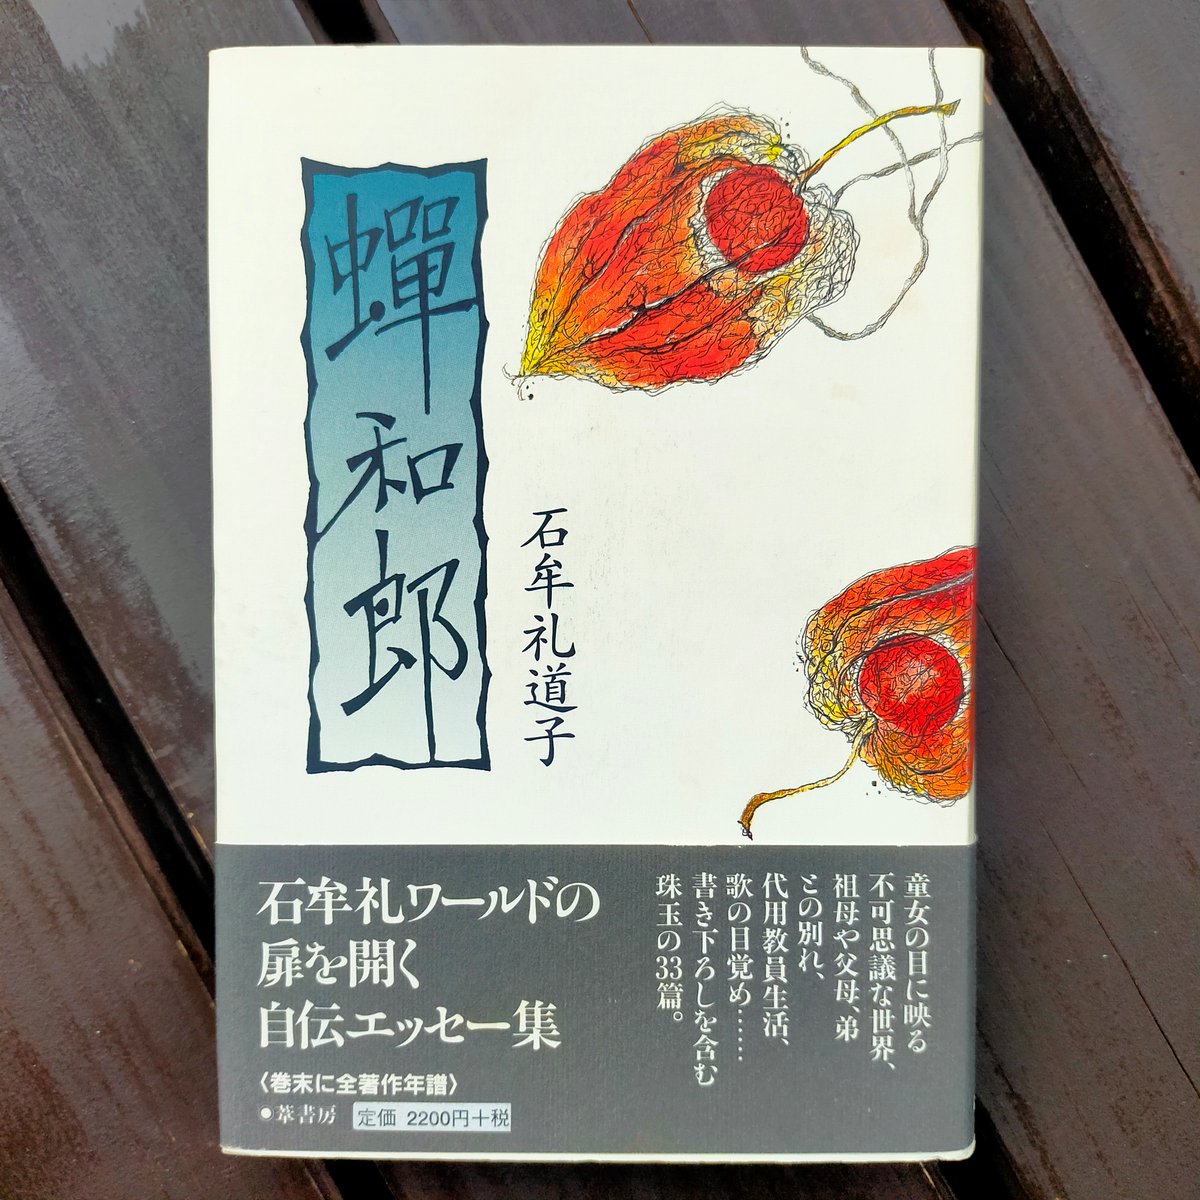 蟬和郎
石牟礼道子
石牟礼ワールドの
扉を開く
自伝エッセー集
〈巻末に全著作年譜〉
●葦書房
定価 2200円+税
童女の目に映る
不可思議な世界、
祖母や父母、弟
との別れ、
代用教員生活、
歌の目覚め……
書き下ろしを含む
珠玉の33篇。